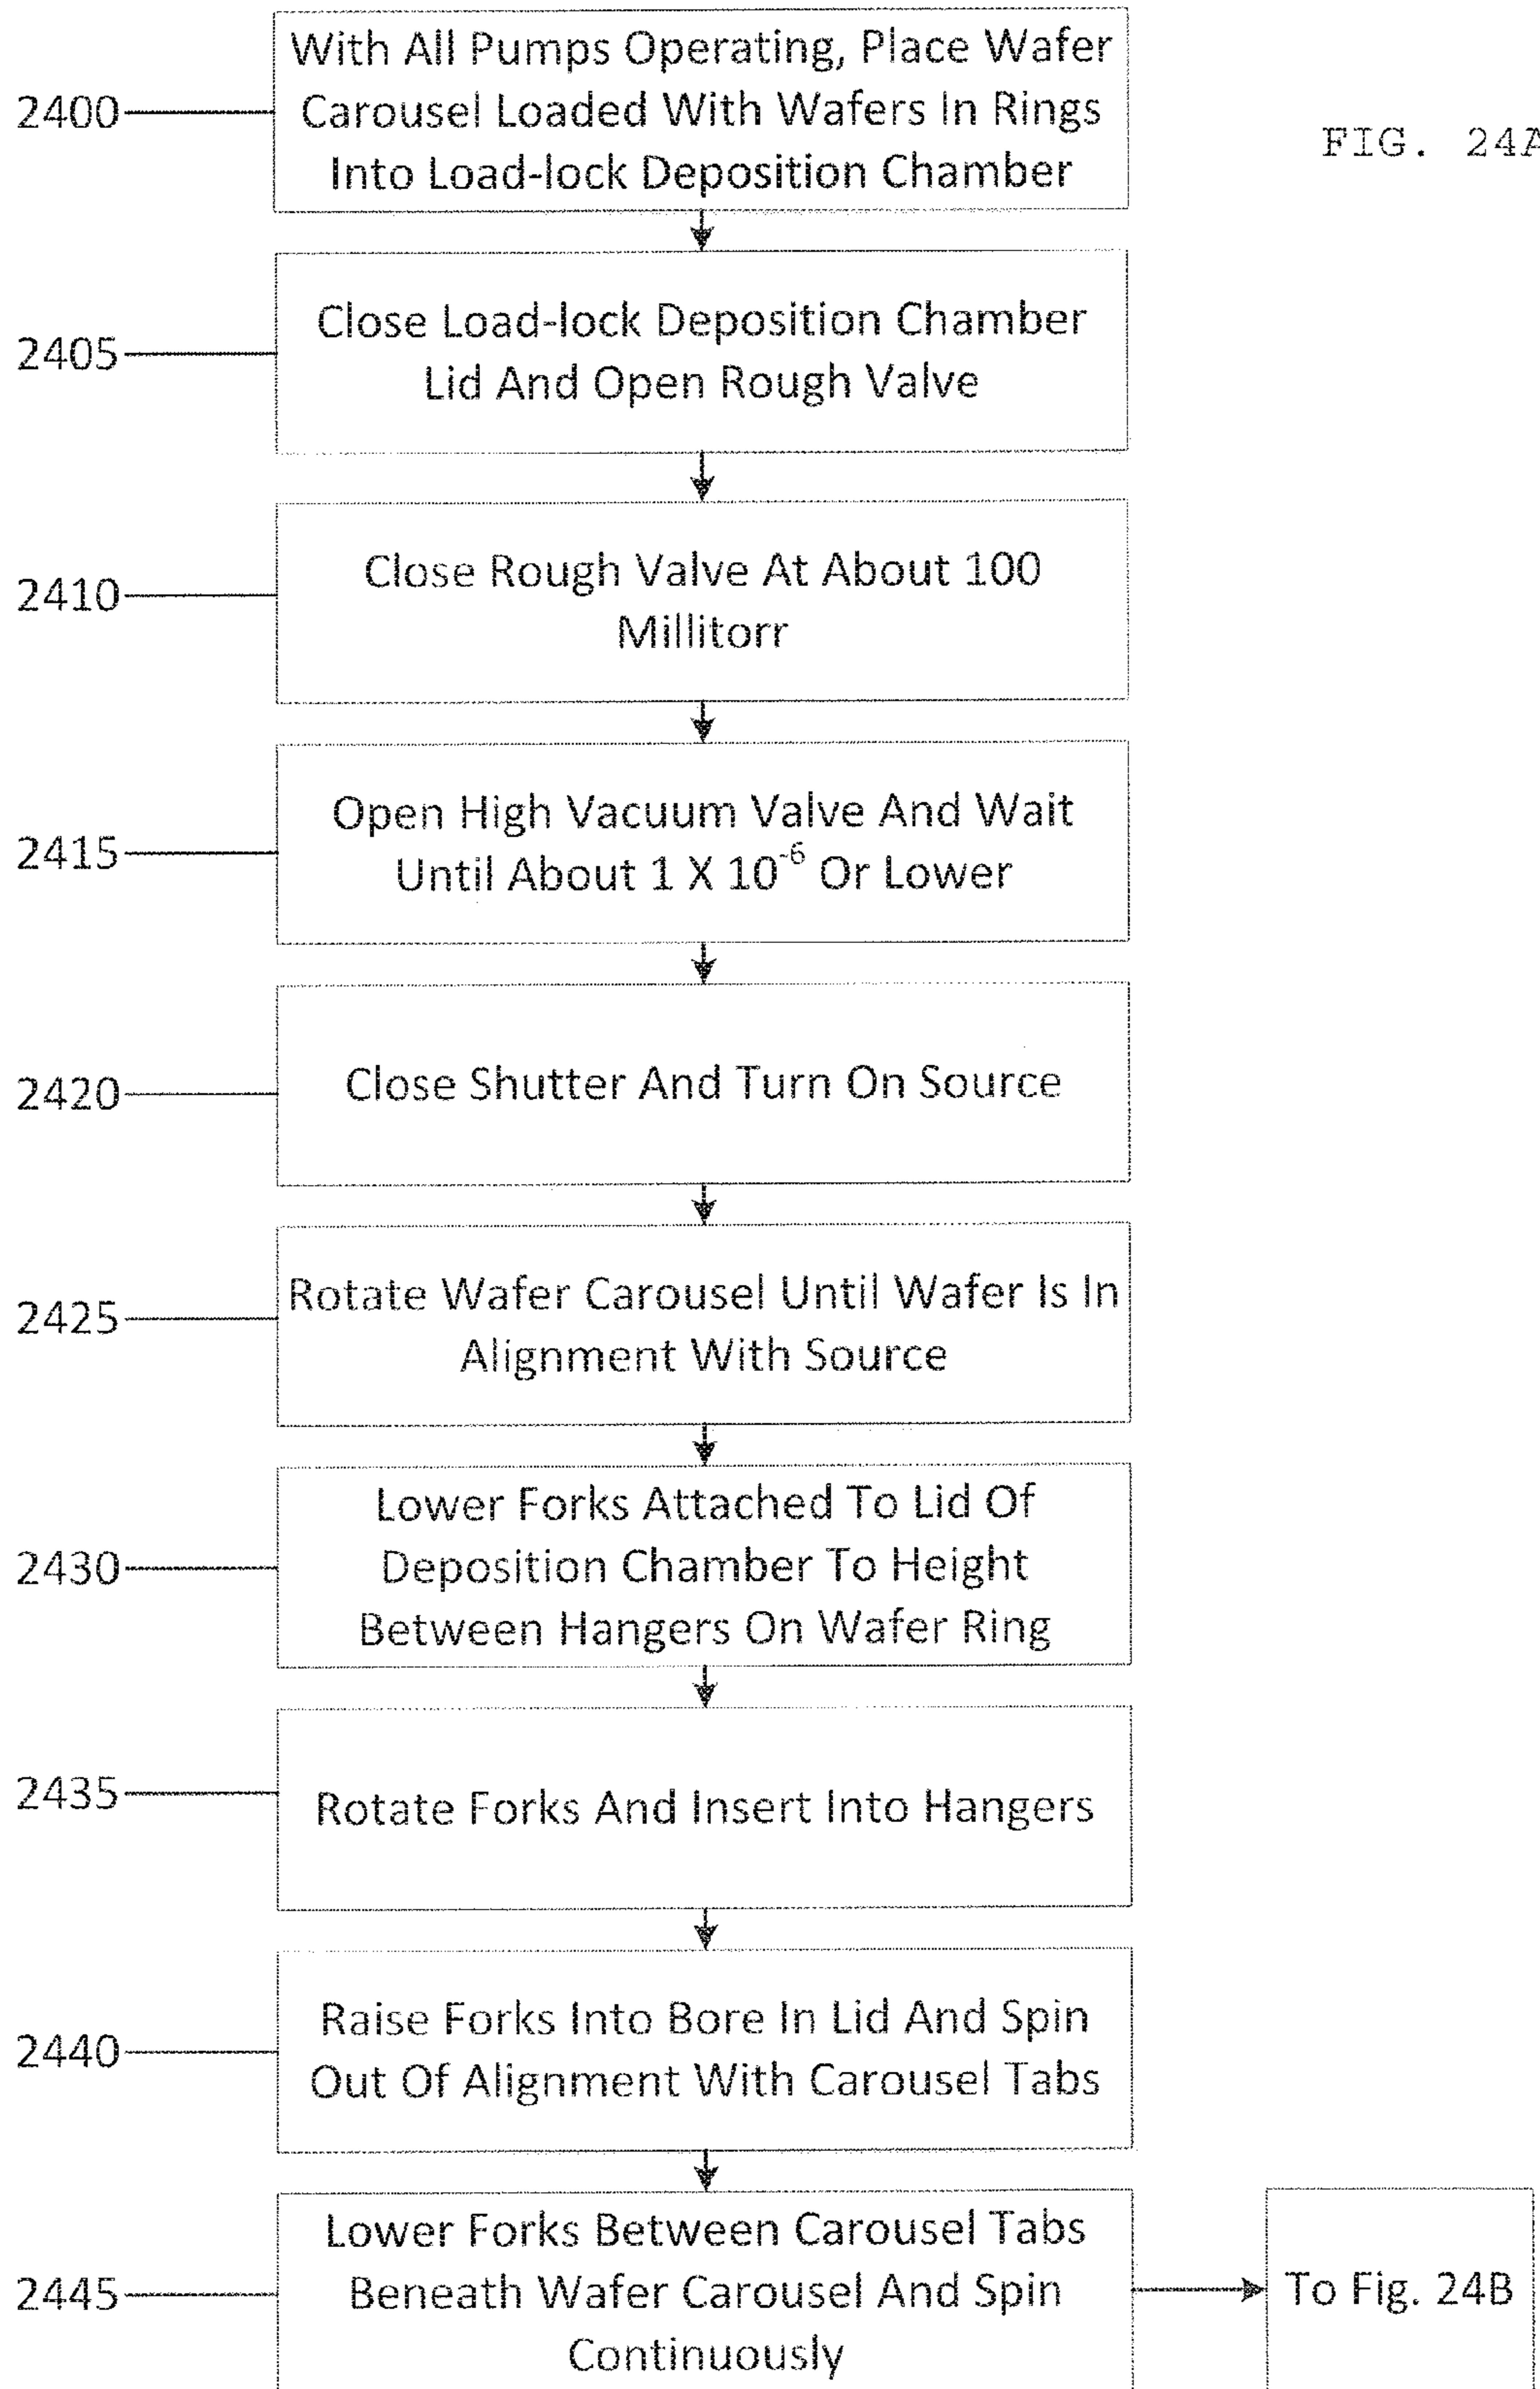 With All Pumps Operating, Place Wafer
2400
Carousel Loaded With Wafers In Rings
Into Load-lock Deposition Chamber
FIG. 24A
Close Load-lock Deposition Chamber
2405
Lid And Open Rough Valve
Close Rough Valve At About 100
2410
Millitorr
Open High Vacuum Valve And Wait
2415
Until About 1 X 10⁻⁶ Or Lower
2420
Close Shutter And Turn On Source
Rotate Wafer Carousel Until Wafer Is In
2425
Alignment With Source
Lower Forks Attached To Lid Of
2430
Deposition Chamber To Height
Between Hangers On Wafer Ring
2435
Rotate Forks And Insert Into Hangers
Raise Forks Into Bore In Lid And Spin
2440
Out Of Alignment With Carousel Tabs
Lower Forks Between Carousel Tabs
2445
Beneath Wafer Carousel And Spin
Continuously
To Fig. 24B